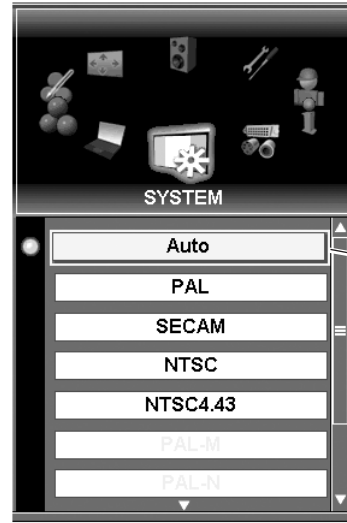 SYSTEM
Auto
PAL
SECAM
NTSC
NTSC4.43
PAL-M
PAL-N